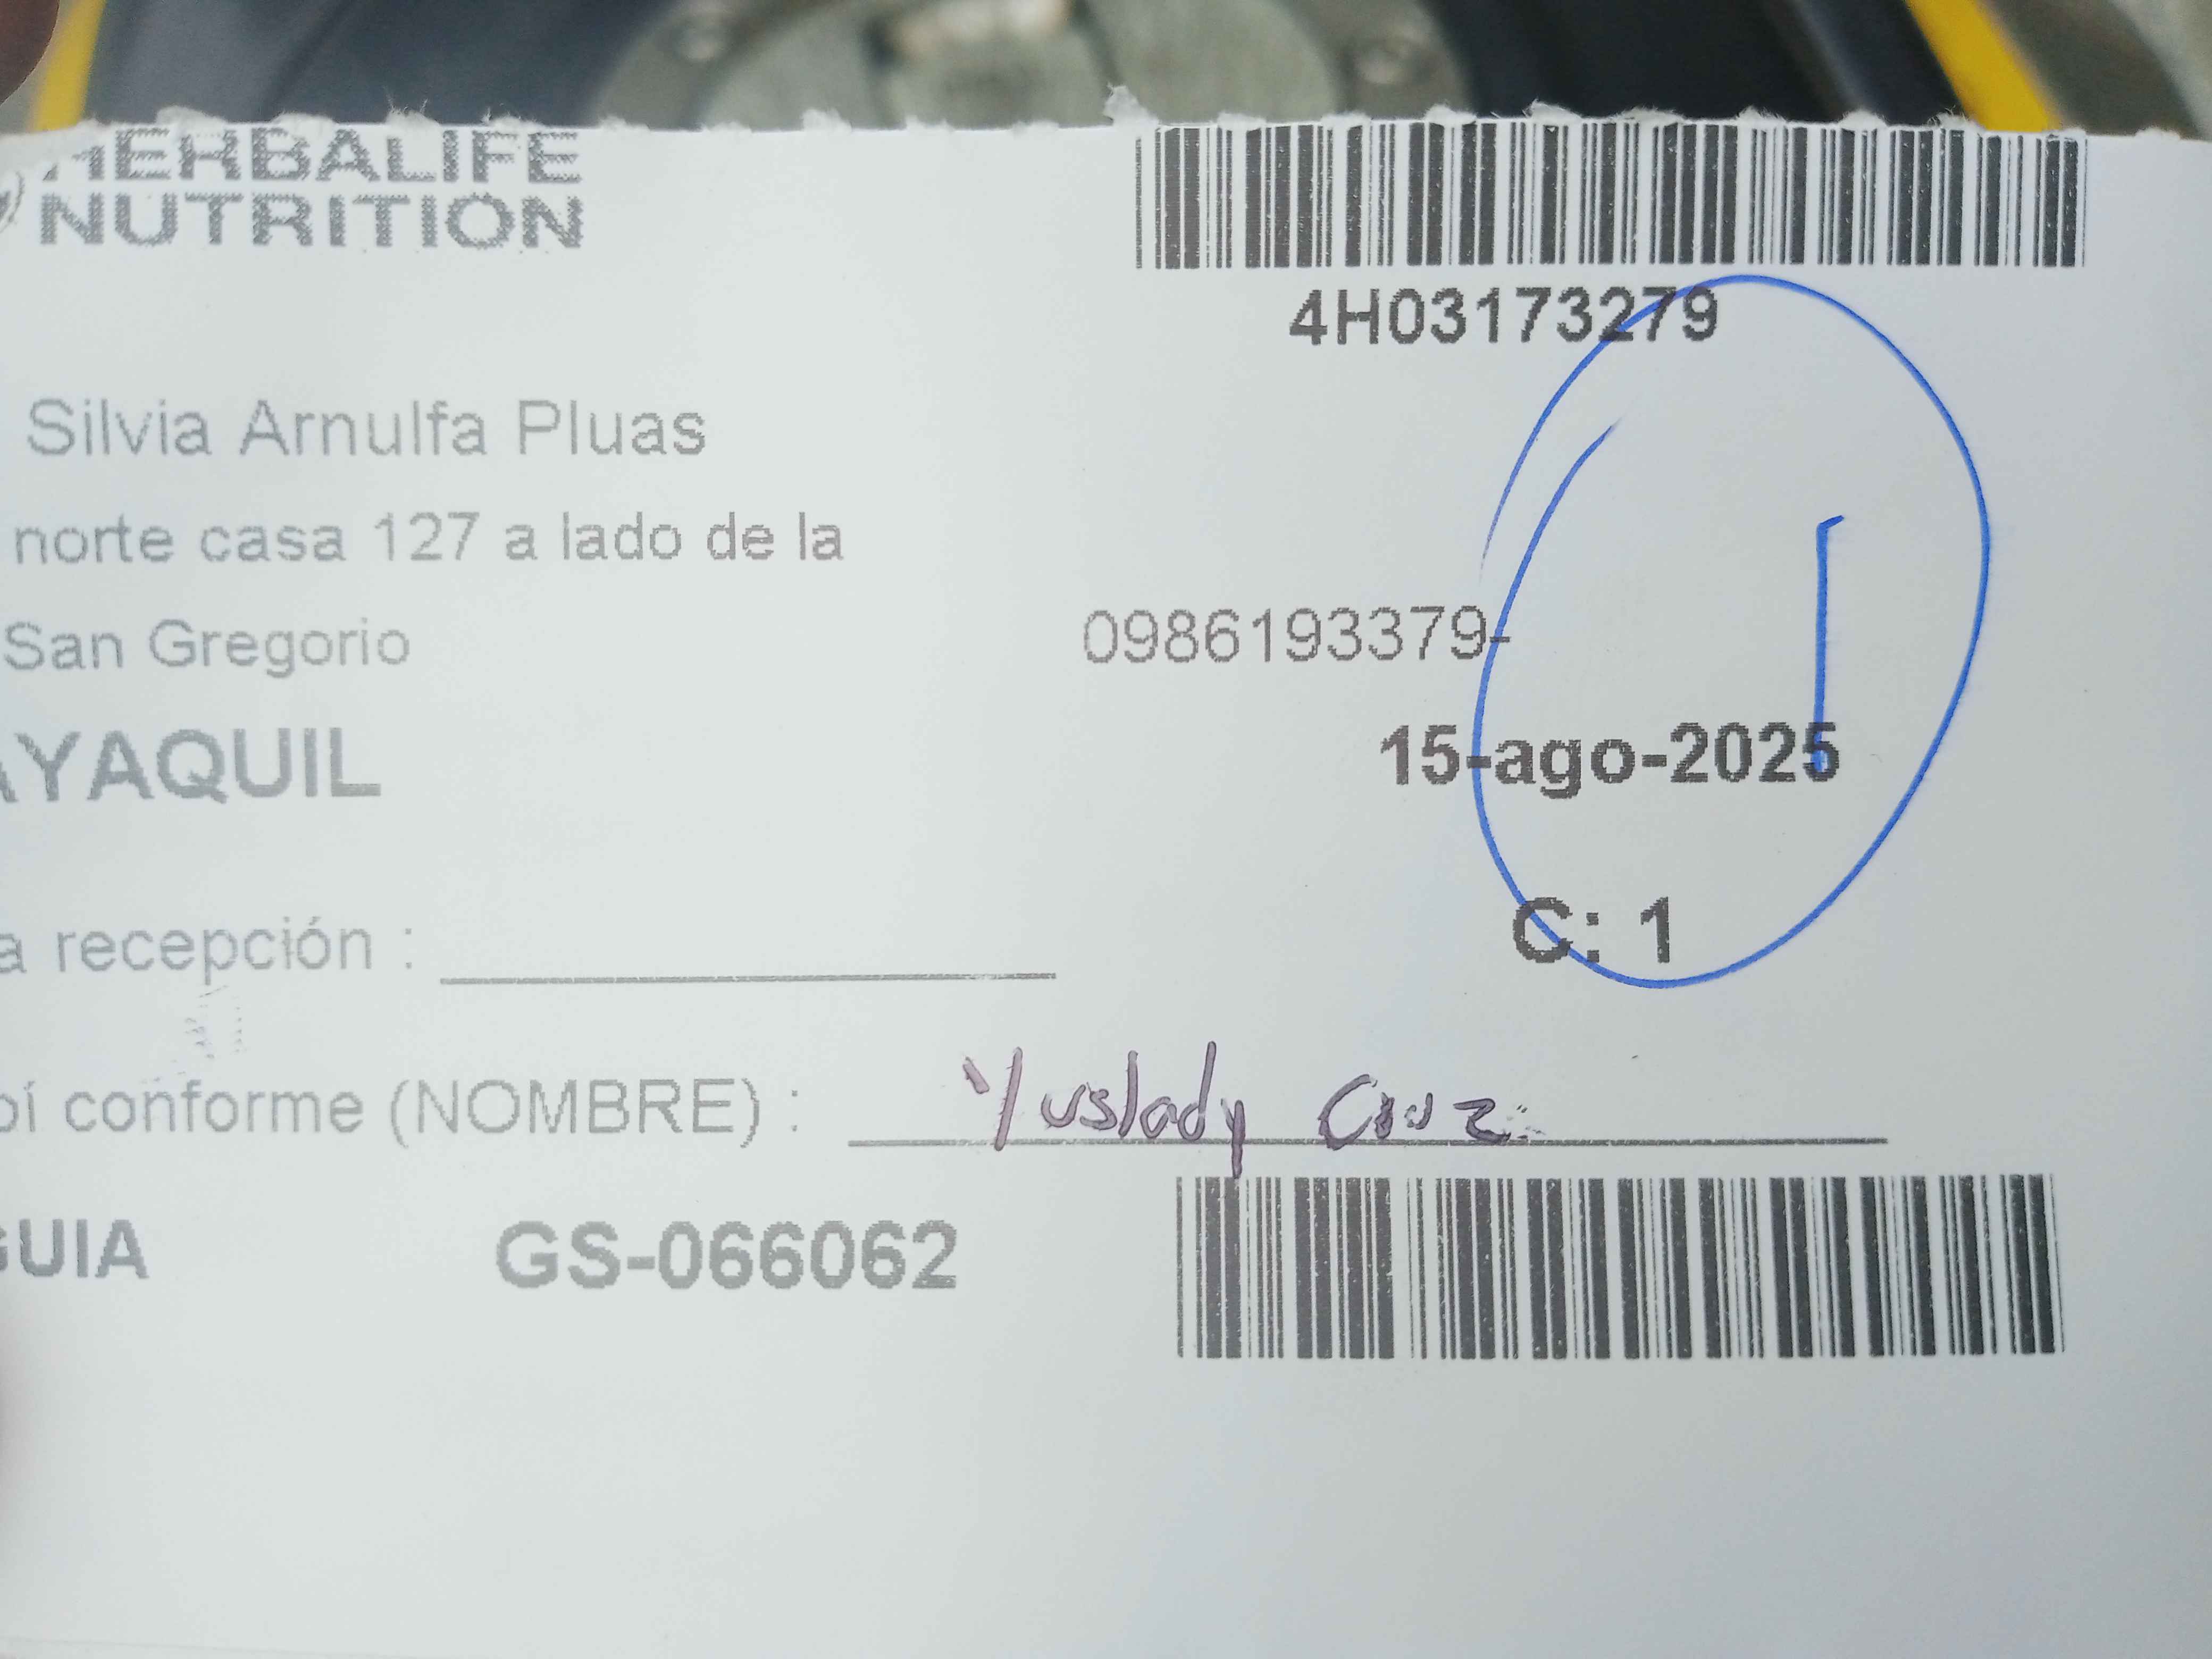 HERBALIFE
NUTRITION
4H03173279
Silvia Arnulfa Pluas
norte casa 127 a lado de la
San Gregorio
0986193379-
AYAQUIL
15-ago-2025
C: 1
a recepción :
bí conforme (NOMBRE) : Yuslady Cruz
GUIA GS-066062